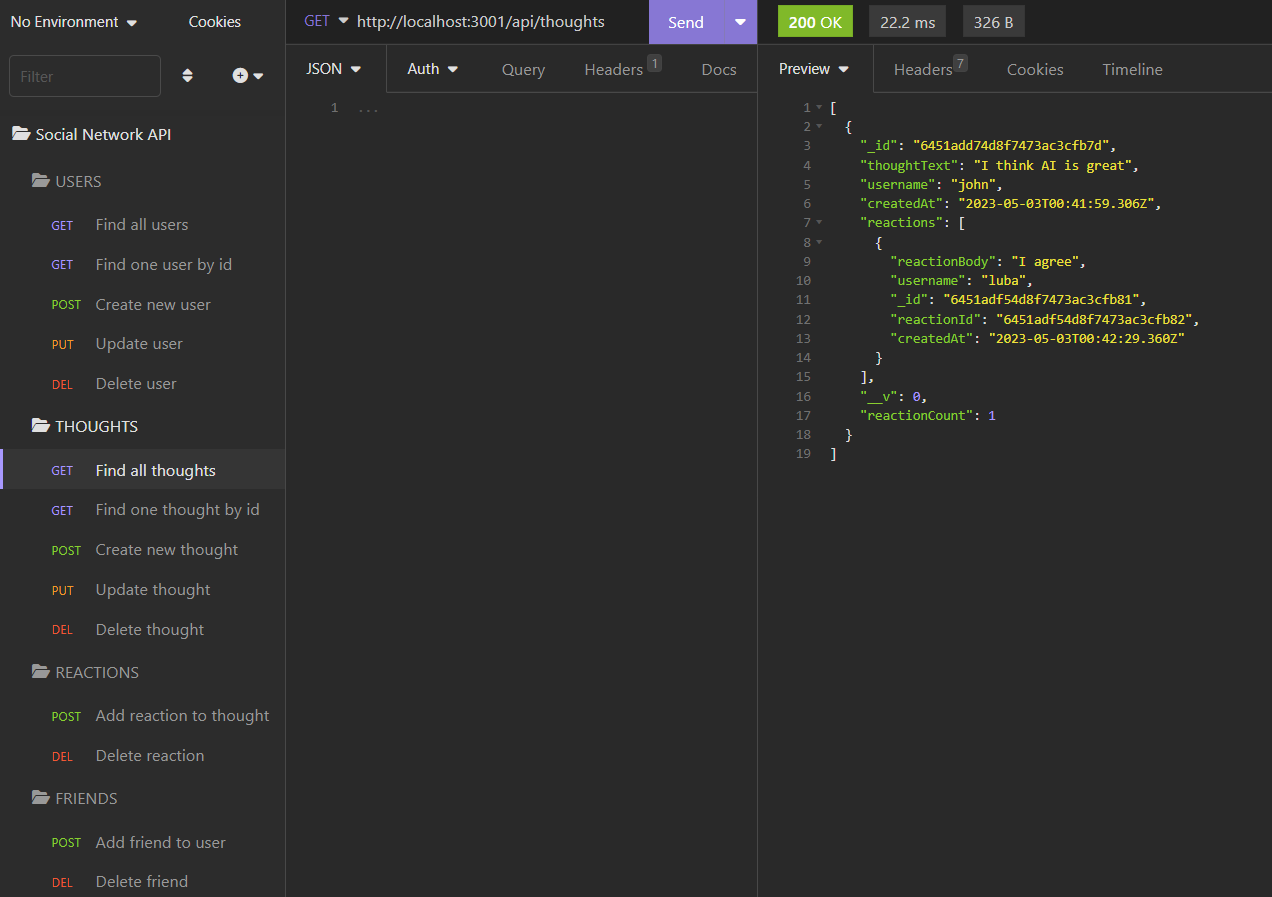 No Environment Cookies
Filter
Social Network API
USERS
GET Find all users
GET Find one user by id
POST Create new user
PUT Update user
DEL Delete user
THOUGHTS
GET Find all thoughts
GET Find one thought by id
POST Create new thought
PUT Update thought
DEL Delete thought
REACTIONS
POST Add reaction to thought
DEL Delete reaction
FRIENDS
POST Add friend to user
DEL Delete friend
GET http://localhost:3001/api/thoughts Send
JSON Auth Query Headers 1 Docs
1 ...
200 OK 22.2 ms 326 B
Preview Headers 7 Cookies Timeline
1 [
2 {
3 "_id": "6451add74d8f7473ac3cfb7d",
4 "thoughtText": "I think AI is great",
5 "username": "john",
6 "createdAt": "2023-05-03T00:41:59.306Z",
7 "reactions": [
8 {
9 "reactionBody": "I agree",
10 "username": "luba",
11 "_id": "6451adf54d8f7473ac3cfb81",
12 "reactionId": "6451adf54d8f7473ac3cfb82",
13 "createdAt": "2023-05-03T00:42:29.360Z"
14 }
15 ],
16 "__v": 0,
17 "reactionCount": 1
18 }
19 ]